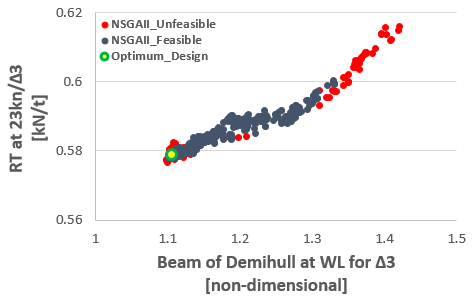 0.62
NSGAII_Unfeasible
NSGAII_Feasible
Optimum_Design
0.6
0.58
0.56
RT at 23kn/Δ3
[kN/t]
1
1.1
1.2
1.3
1.4
1.5
Beam of Demihull at WL for Δ3
[non-dimensional]